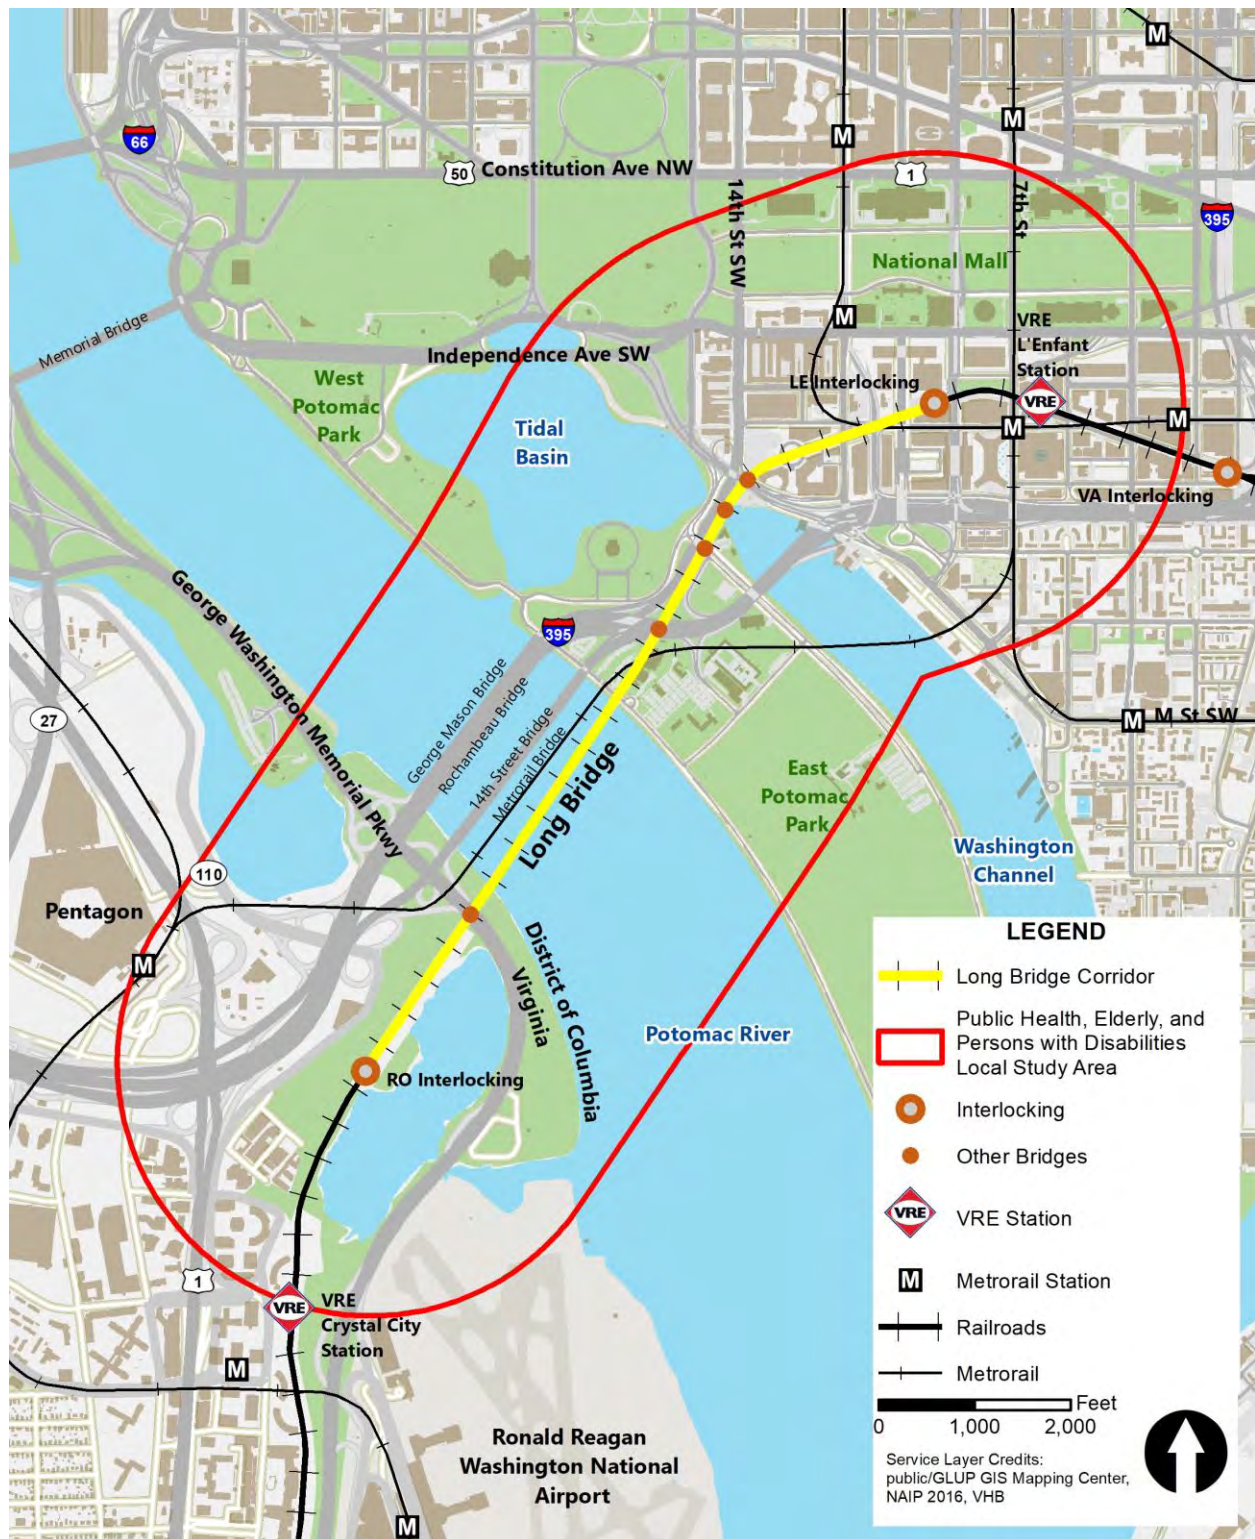 M
66
M
M
50
Constitution Ave NW
1
14th St SW
7th St
395
National Mall
Memorial Bridge
M
VRE
L'Enfant
Station
Independence Ave SW
West
Potomac
Park
LE Interlocking
VRE
Tidal
Basin
M
M
VA Interlocking
George Washington Memorial Pkwy
395
George Mason Bridge
Rochambeau Bridge
14th Street Bridge
Metrorail Bridge
Long Bridge
27
M
M St SW
East
Potomac
Park
Washington
Channel
110
Pentagon
M
District of Columbia
Virginia
Potomac River
RO Interlocking
1
VRE
VRE
Crystal City
Station
M
Ronald Reagan
Washington National
Airport
M
LEGEND
Long Bridge Corridor
Public Health, Elderly, and
Persons with Disabilities
Local Study Area
Interlocking
Other Bridges
VRE
VRE Station
M
Metrorail Station
Railroads
Metrorail
Feet
0 1,000 2,000
Service Layer Credits:
public/GLUP GIS Mapping Center,
NAIP 2016, VHB